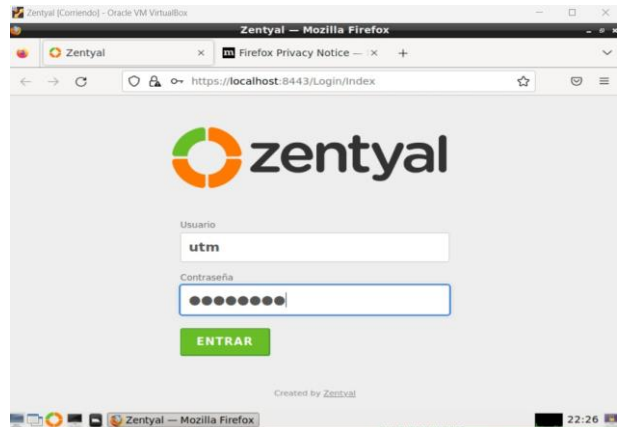 Zentyal [Corriendo] - Oracle VM VirtualBox
Zentyal — Mozilla Firefox
Zentyal
Firefox Privacy Notice —
https://localhost:8443/Login/Index
zentyal
Usuario
utm
Contraseña
ENTRAR
Created by Zentyal
Zentyal — Mozilla Firefox
22:26